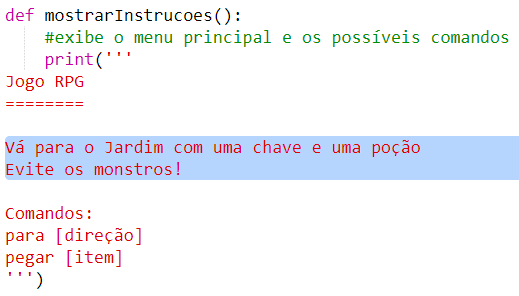 def mostrarInstrucoes():
#exibe o menu principal e os possíveis comandos
print('''
Jogo RPG
========
Vá para o Jardim com uma chave e uma poção
Evite os monstros!
Comandos:
para [direção]
pegar [item]
''')